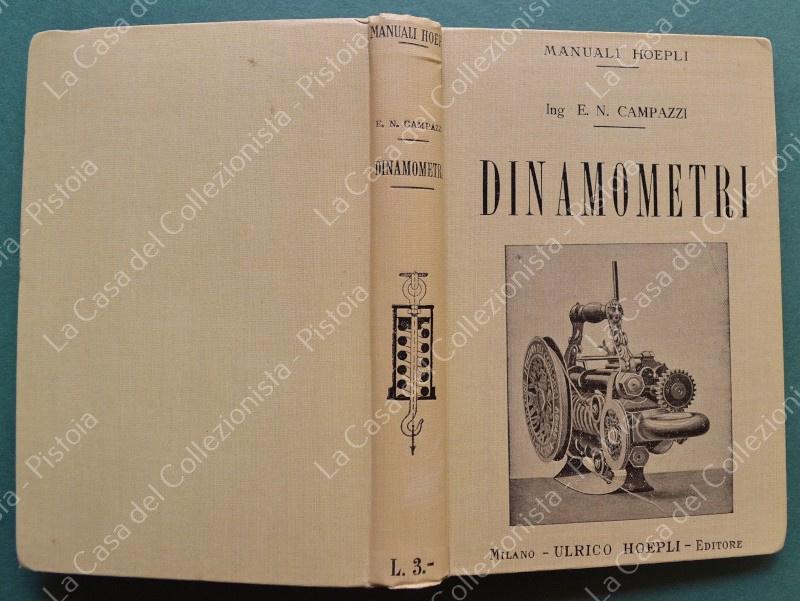 MANUALI HOEPLI
E. N. CAMPAZZI
DINAMOMETRI
L. 3.-
MANUALI HOEPLI
Ing E. N. CAMPAZZI
DINAMOMETRI
MILANO - ULRICO HOEPLI - EDITORE
La Casa del Collezionista - Pistoia